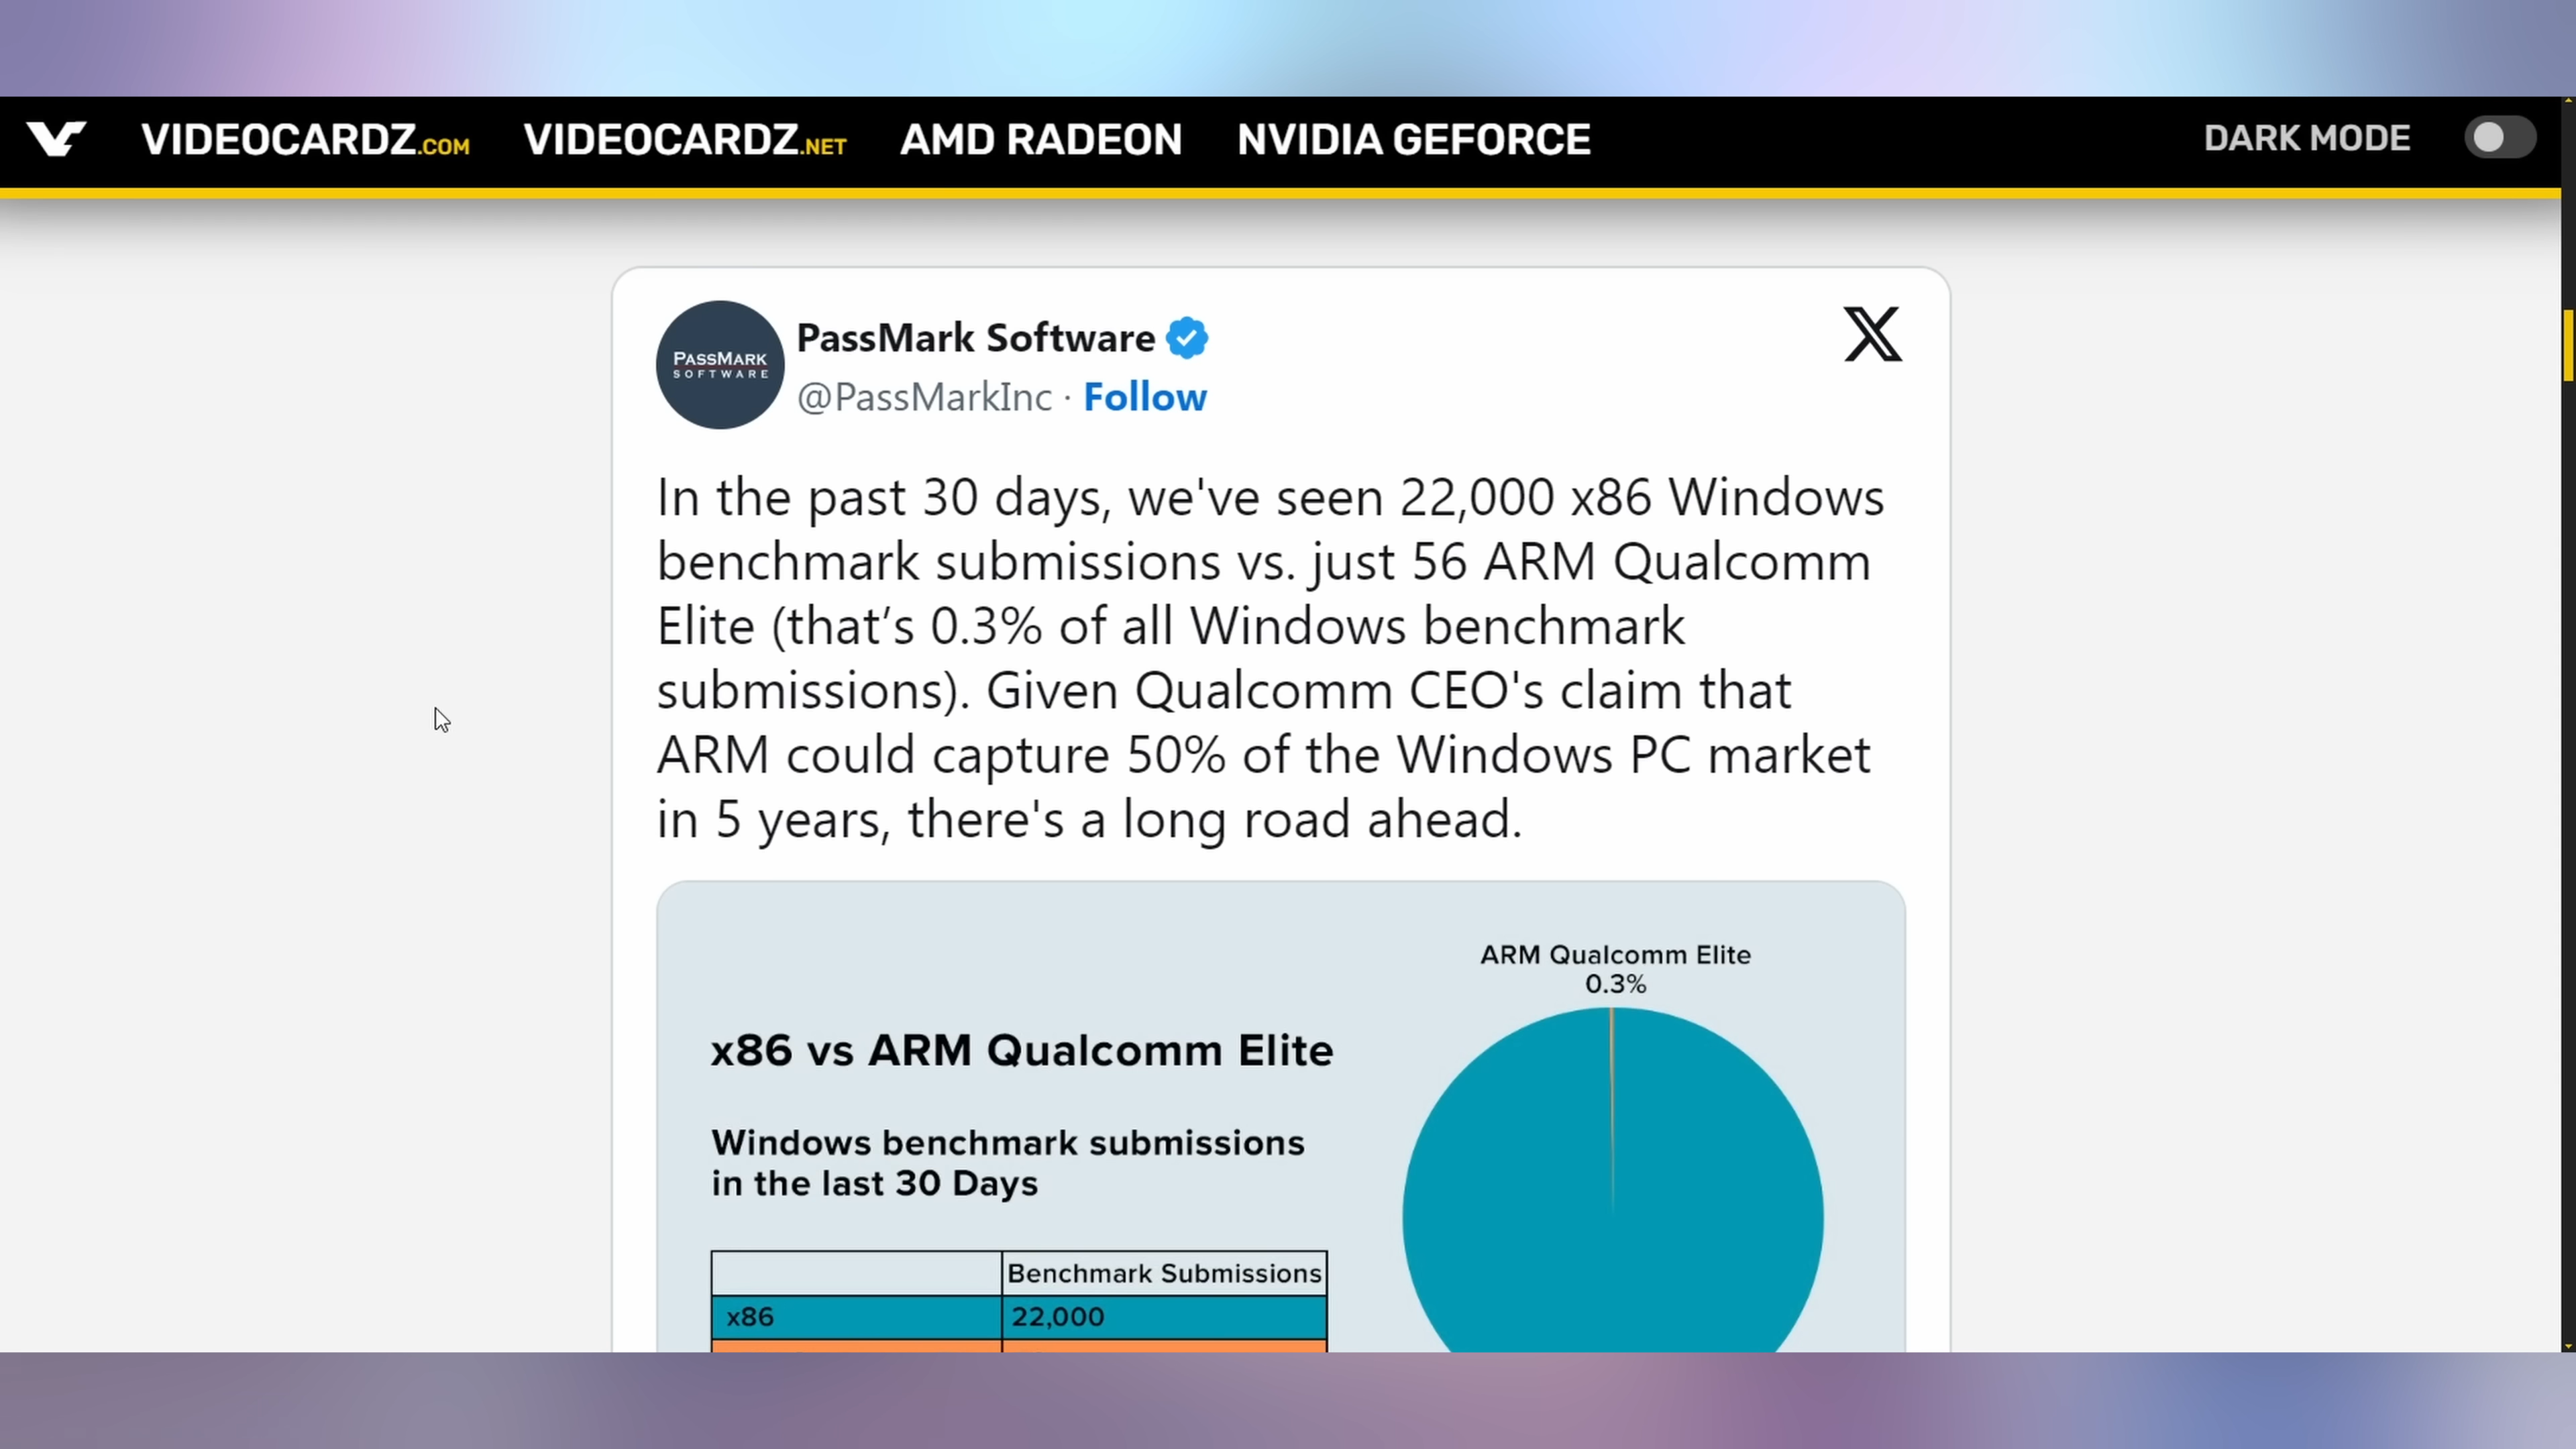 VIDEOCARDZ.COM VIDEOCARDZ.NET AMD RADEON NVIDIA GEFORCE DARK MODE
PASSMARK
SOFTWARE
PassMark Software
@PassMarkInc · Follow
In the past 30 days, we've seen 22,000 x86 Windows
benchmark submissions vs. just 56 ARM Qualcomm
Elite (that’s 0.3% of all Windows benchmark
submissions). Given Qualcomm CEO's claim that
ARM could capture 50% of the Windows PC market
in 5 years, there's a long road ahead.
ARM Qualcomm Elite
0.3%
x86 vs ARM Qualcomm Elite
Windows benchmark submissions
in the last 30 Days
Benchmark Submissions
x86 22,000